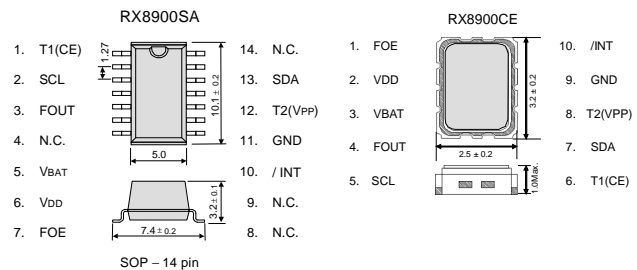 RX8900SA
1. T1(CE)
2. SCL
3. FOUT
4. N.C.
5. VBAT
6. VDD
7. FOE
14. N.C.
13. SDA
12. T2(VPP)
11. GND
10. / INT
9. N.C.
8. N.C.
1.27
10.1 ± 0.2
5.0
3.2 ± 0.1
7.4 ± 0.2
SOP – 14 pin
RX8900CE
1. FOE
2. VDD
3. VBAT
4. FOUT
5. SCL
10. /INT
9. GND
8. T2(VPP)
7. SDA
6. T1(CE)
3.2 ± 0.2
2.5 ± 0.2
1.0Max.